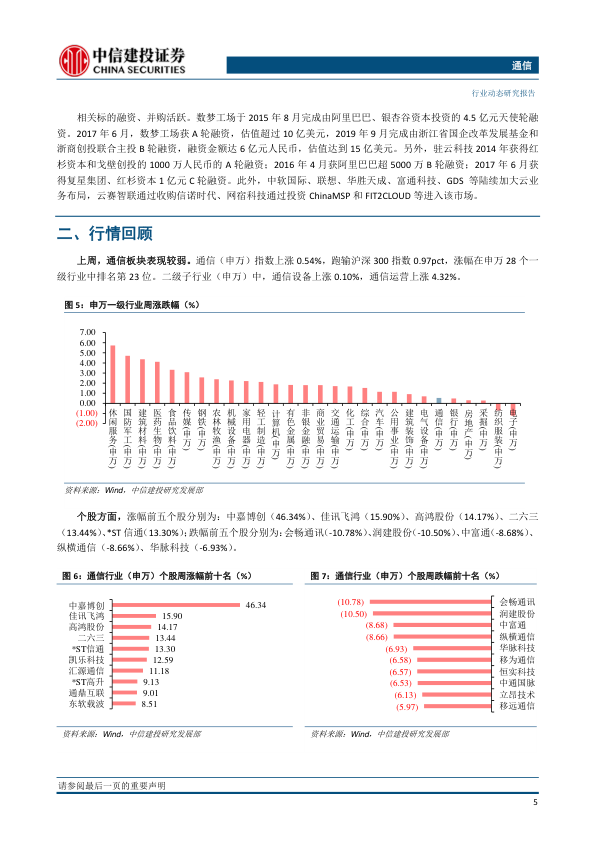 中信建投证券
CHINA SECURITIES
通信
行业动态研究报告
相关标的融资、并购活跃。数梦工场于 2015 年 8 月完成由阿里巴巴、银杏谷资本投资的 4.5 亿元天使轮融
资。2017 年 6 月，数梦工场获 A 轮融资，估值超过 10 亿美元，2019 年 9 月完成由浙江省国企改革发展基金和
浙商创投联合主投 B 轮融资，融资金额达 6 亿元人民币，估值达到 15 亿美元。另外，驻云科技 2014 年获得红
杉资本和戈壁创投的 1000 万人民币的 A 轮融资；2016 年 4 月获阿里巴巴超 5000 万 B 轮融资；2017 年 6 月获
得复星集团、红杉资本 1 亿元 C 轮融资。此外，中软国际、联想、华胜天成、富通科技、GDS 等陆续加大云业
务布局，云赛智联通过收购信诺时代、网宿科技通过投资 ChinaMSP 和 FIT2CLOUD 等进入该市场。
二、行情回顾
上周，通信板块表现较弱。通信（申万）指数上涨 0.54%，跑输沪深 300 指数 0.97pct，涨幅在申万 28 个一
级行业中排名第 23 位。二级子行业（申万）中，通信设备上涨 0.10%，通信运营上涨 4.32%。
图 5：申万一级行业周涨跌幅（%）
7.00
6.00
5.00
4.00
3.00
2.00
1.00
0.00
(1.00)
(2.00)
休闲服务(申万)
国防军工(申万)
建筑材料(申万)
医药生物(申万)
食品饮料(申万)
传媒(申万)
钢铁(申万)
农林牧渔(申万)
机械设备(申万)
家用电器(申万)
轻工制造(申万)
计算机(申万)
有色金属(申万)
非银金融(申万)
商业贸易(申万)
交通运输(申万)
化工(申万)
综合(申万)
汽车(申万)
公用事业(申万)
建筑装饰(申万)
电气设备(申万)
通信(申万)
银行(申万)
房地产(申万)
采掘(申万)
纺织服装(申万)
电子(申万)
资料来源：Wind，中信建投研究发展部
个股方面，涨幅前五个股分别为：中嘉博创（46.34%）、佳讯飞鸿（15.90%）、高鸿股份（14.17%）、二六三
（13.44%）、*ST 信通（13.30%）；跌幅前五个股分别为：会畅通讯（-10.78%）、润建股份（-10.50%）、中富通（-8.68%）、
纵横通信（-8.66%）、华脉科技（-6.93%）。
图 6：通信行业（申万）个股周涨幅前十名（%）
中嘉博创 46.34
佳讯飞鸿 15.90
高鸿股份 14.17
二六三 13.44
*ST信通 13.30
凯乐科技 12.59
汇源通信 11.18
*ST高升 9.13
通鼎互联 9.01
东软载波 8.51
资料来源：Wind，中信建投研究发展部
图 7：通信行业（申万）个股周跌幅前十名（%）
(10.78) 会畅通讯
(10.50) 润建股份
(8.68) 中富通
(8.66) 纵横通信
(6.93) 华脉科技
(6.58) 移为通信
(6.57) 恒实科技
(6.53) 中通国脉
(6.13) 立昂技术
(5.97) 移远通信
资料来源：Wind，中信建投研究发展部
请参阅最后一页的重要声明
5